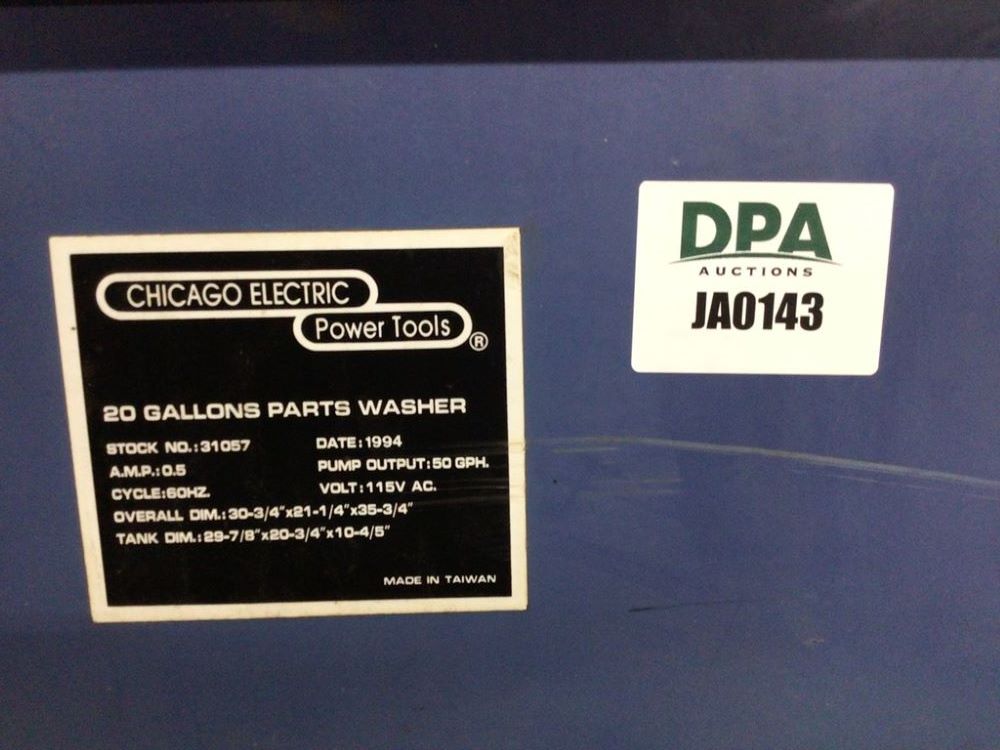 CHICAGO ELECTRIC
Power Tools
®
20 GALLONS PARTS WASHER
STOCK NO.:31057 DATE:1994
A.M.P.:0.5 PUMP OUTPUT:50 GPH.
CYCLE:60HZ. VOLT:115V AC.
OVERALL DIM.:30-3/4"x21-1/4"x35-3/4"
TANK DIM.:29-7/8"x20-3/4"x10-4/5"
MADE IN TAIWAN
DPA
AUCTIONS
JA0143